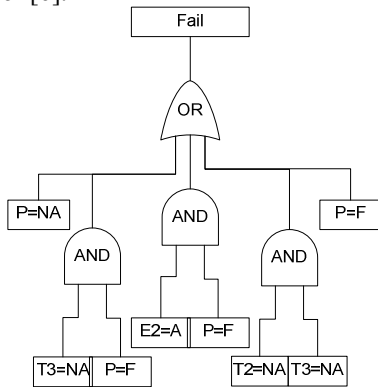 Fail
OR
P=NA
AND
AND
AND
P=F
E2=A P=F
T3=NA P=F
T2=NA T3=NA